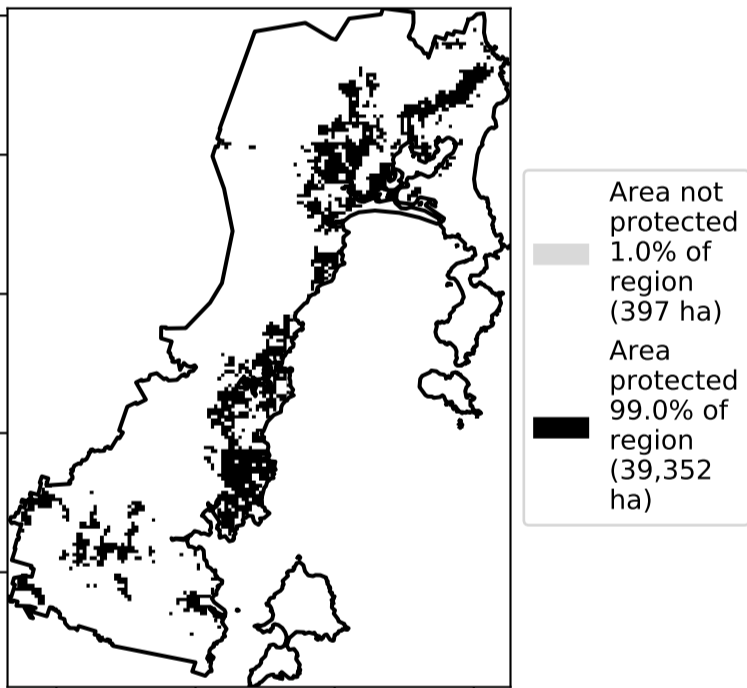 Area not
protected
1.0% of
region
(397 ha)
Area
protected
99.0% of
region
(39,352
ha)